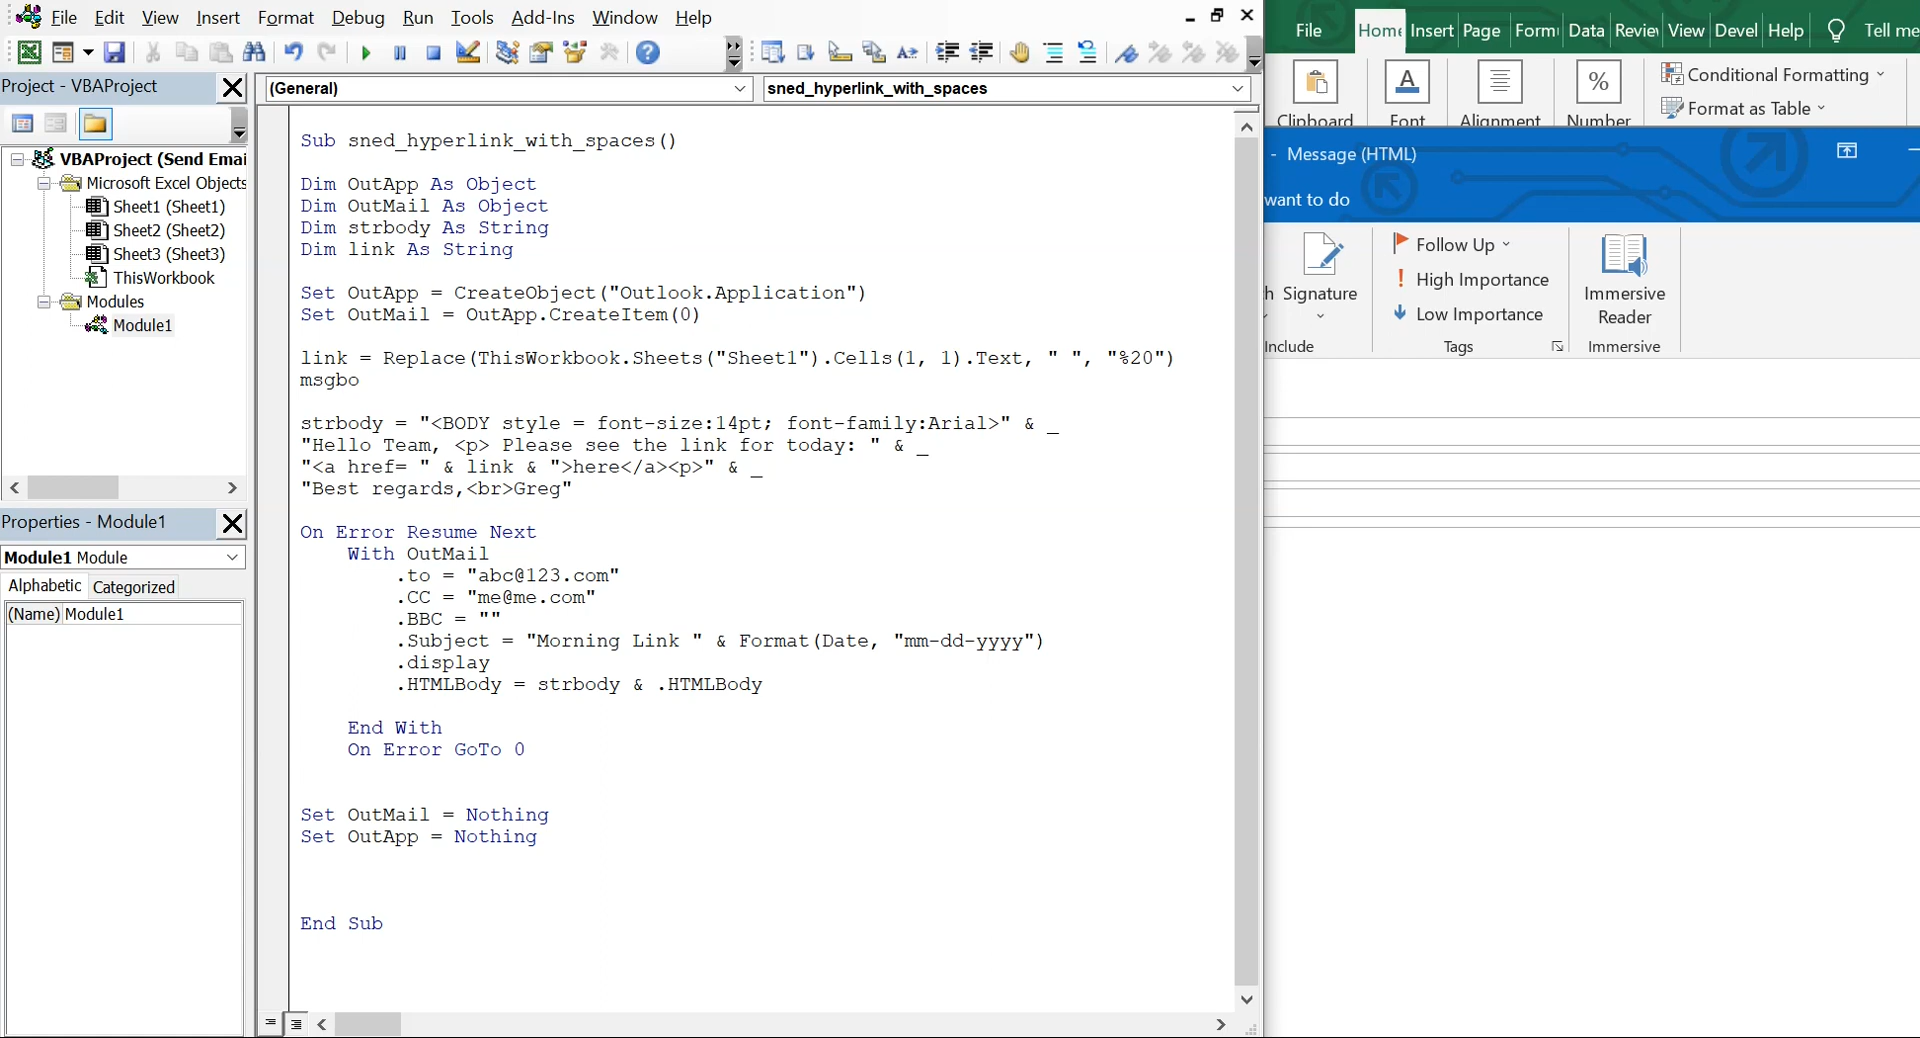 File Edit View Insert Format Debug Run Tools Add-Ins Window Help
Project - VBAProject
VBAProject (Send Emai
Microsoft Excel Objects
Sheet1 (Sheet1)
Sheet2 (Sheet2)
Sheet3 (Sheet3)
ThisWorkbook
Modules
Module1
Properties - Module1
Module1 Module
Alphabetic Categorized
(Name) Module1
(General)
sned_hyperlink_with_spaces
Sub sned_hyperlink_with_spaces()
Dim OutApp As Object
Dim OutMail As Object
Dim strbody As String
Dim link As String
Set OutApp = CreateObject("Outlook.Application")
Set OutMail = OutApp.CreateItem(0)
link = Replace(ThisWorkbook.Sheets("Sheet1").Cells(1, 1).Text, " ", "%20")
msgbo
strbody = "<BODY style = font-size:14pt; font-family:Arial>" & _
"Hello Team, <p> Please see the link for today: " & _
"<a href= " & link & ">here</a><p>" & _
"Best regards,<br>Greg"
On Error Resume Next
With OutMail
.to = "abc@123.com"
.CC = "me@me.com"
.BBC = ""
.Subject = "Morning Link " & Format(Date, "mm-dd-yyyy")
.display
.HTMLBody = strbody & .HTMLBody
End With
On Error GoTo 0
Set OutMail = Nothing
Set OutApp = Nothing
End Sub
File Home Insert Page Form Data Review View Devel Help Tell me
Clipboard Font Alignment Number
Conditional Formatting
Format as Table
- Message (HTML)
want to do
h Signature
Include
Follow Up
High Importance
Low Importance
Tags
Immersive
Reader
Immersive